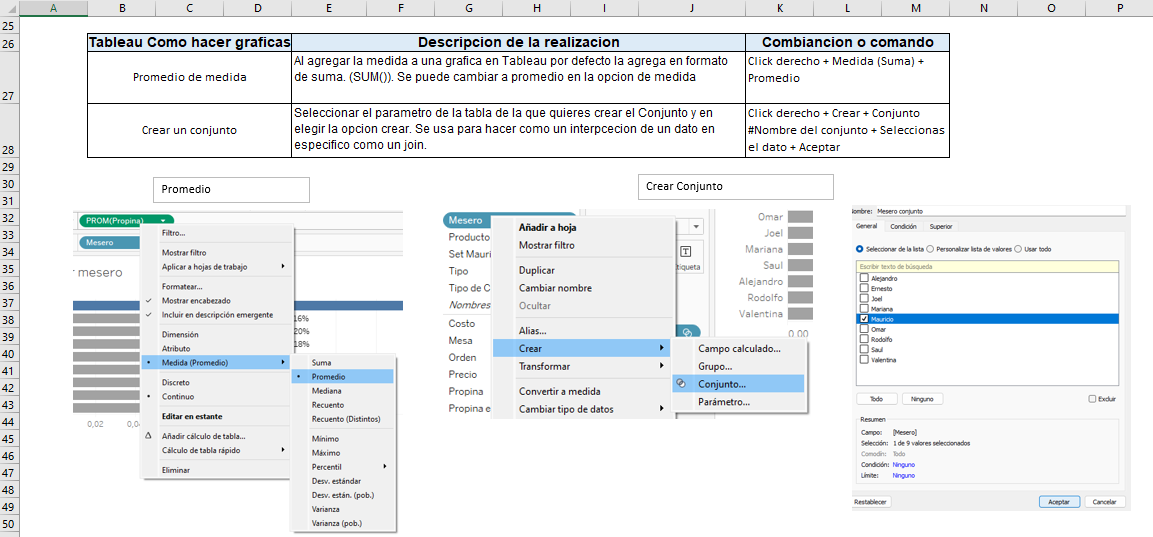 A B C D E F G H I J K L M N O P
25
26
27
28
29
30
31
32
33
34
35
36
37
38
39
40
41
42
43
44
45
46
47
48
49
50
Tableau Como hacer graficas Descripcion de la realizacion Combiancion o comando
Promedio de medida
Al agregar la medida a una grafica en Tableau por defecto la agrega en formato
de suma. (SUM()). Se puede cambiar a promedio en la opcion de medida
Click derecho + Medida (Suma) +
Promedio
Crear un conjunto
Seleccionar el parametro de la tabla de la que quieres crear el Conjunto y en
elegir la opcion crear. Se usa para hacer como un interpcecion de un dato en
especifico como un join.
Click derecho + Crear + Conjunto
#Nombre del conjunto + Seleccionas
el dato + Aceptar
Promedio
PROM(Propina)
Mesero
r mesero
16%
20%
18%
0,02
Filtro...
Mostrar filtro
Aplicar a hojas de trabajo
Formatear...
Mostrar encabezado
Incluir en descripción emergente
Dimensión
Atributo
Medida (Promedio)
Discreto
Continuo
Editar en estante
Añadir cálculo de tabla...
Cálculo de tabla rápido
Eliminar
Suma
Promedio
Mediana
Recuento
Recuento (Distintos)
Mínimo
Máximo
Percentil
Desv. estándar
Desv. están. (pob.)
Varianza
Varianza (pob.)
Crear Conjunto
Mesero
Producto
Set Mauri
Tipo
Tipo de C
Nombres
Costo
Mesa
Orden
Precio
Propina
Propina e
Añadir a hoja
Mostrar filtro
Duplicar
Cambiar nombre
Ocultar
Alias...
Crear
Transformar
Convertir a medida
Cambiar tipo de datos
Campo calculado...
Grupo...
Conjunto...
Parámetro...
T
tiqueta
Omar
Joel
Mariana
Saul
Alejandro
Rodolfo
Valentina
0.00
Nombre: Mesero conjunto
General Condición Superior
Seleccionar de la lista Personalizar lista de valores Usar todo
Escribir texto de búsqueda
Alejandro
Ernesto
Joel
Mariana
Mauricio
Omar
Rodolfo
Saul
Valentina
Todo Ninguno Excluir
Resumen
Campo: [Mesero]
Selección: 1 de 9 valores seleccionados
Comodín: Todo
Condición: Ninguno
Límite: Ninguno
Restablecer Aceptar Cancelar